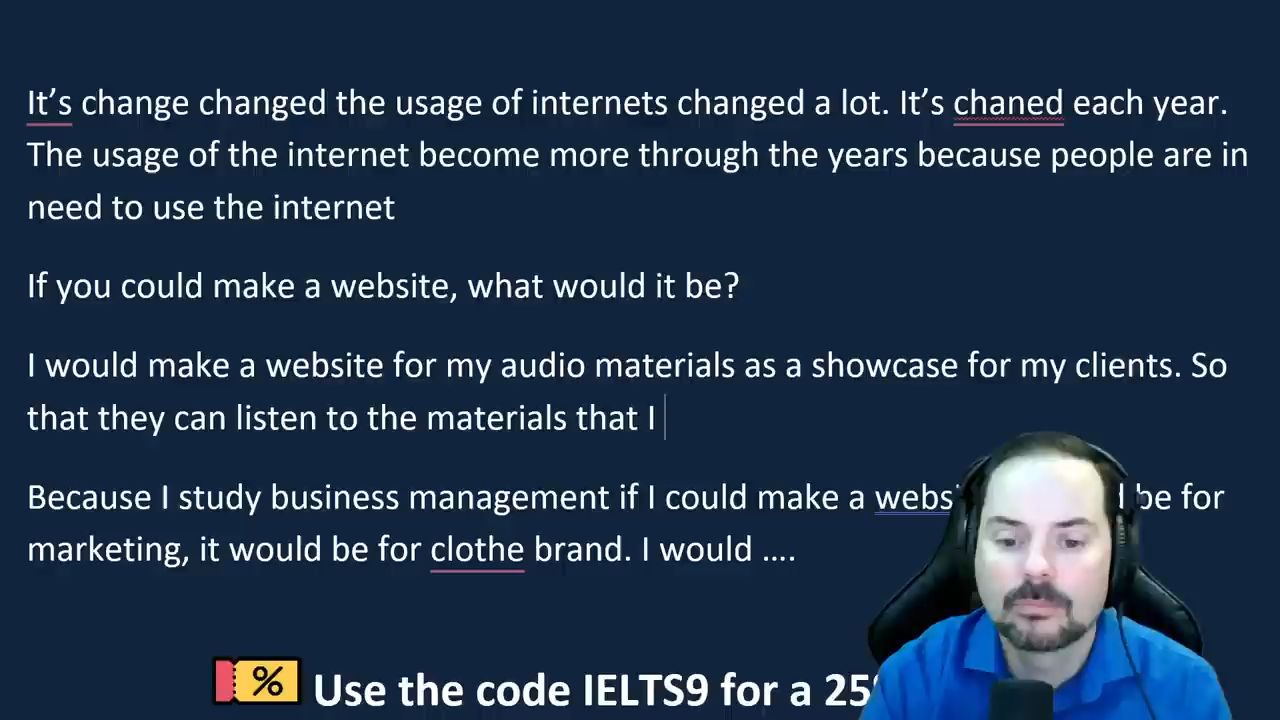 It's change changed the usage of internets changed a lot. It's chaned each year.
The usage of the internet become more through the years because people are in
need to use the internet
If you could make a website, what would it be?
I would make a website for my audio materials as a showcase for my clients. So
that they can listen to the materials that I
Because I study business management if I could make a be for
marketing, it would be for clothe brand. I would ....
% Use the code IELTS9 for a